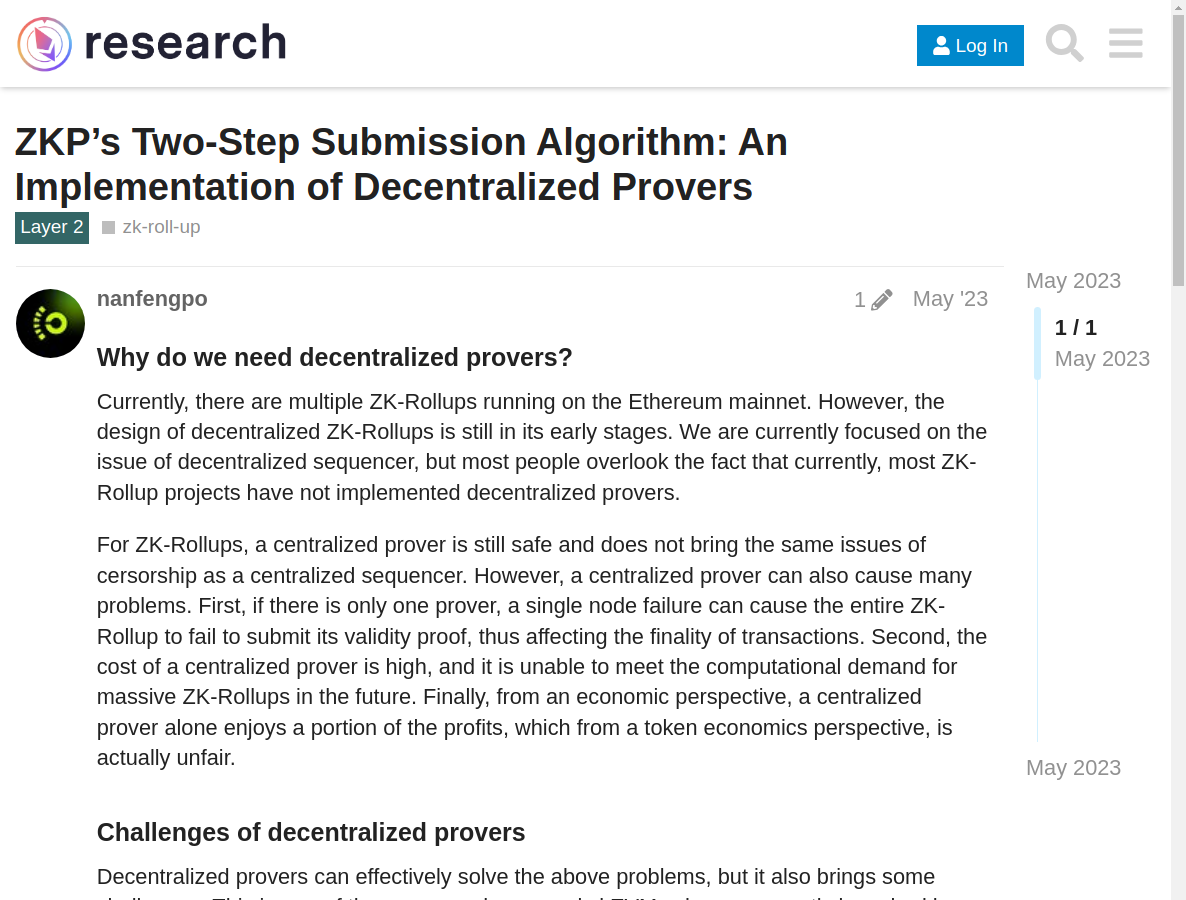 research
Log In
ZKP’s Two-Step Submission Algorithm: An
Implementation of Decentralized Provers
Layer 2
zk-roll-up
nanfengpo
1
May '23
Why do we need decentralized provers?
Currently, there are multiple ZK-Rollups running on the Ethereum mainnet. However, the
design of decentralized ZK-Rollups is still in its early stages. We are currently focused on the
issue of decentralized sequencer, but most people overlook the fact that currently, most ZK-
Rollup projects have not implemented decentralized provers.
For ZK-Rollups, a centralized prover is still safe and does not bring the same issues of
cersorship as a centralized sequencer. However, a centralized prover can also cause many
problems. First, if there is only one prover, a single node failure can cause the entire ZK-
Rollup to fail to submit its validity proof, thus affecting the finality of transactions. Second, the
cost of a centralized prover is high, and it is unable to meet the computational demand for
massive ZK-Rollups in the future. Finally, from an economic perspective, a centralized
prover alone enjoys a portion of the profits, which from a token economics perspective, is
actually unfair.
Challenges of decentralized provers
Decentralized provers can effectively solve the above problems, but it also brings some
May 2023
1 / 1
May 2023
May 2023